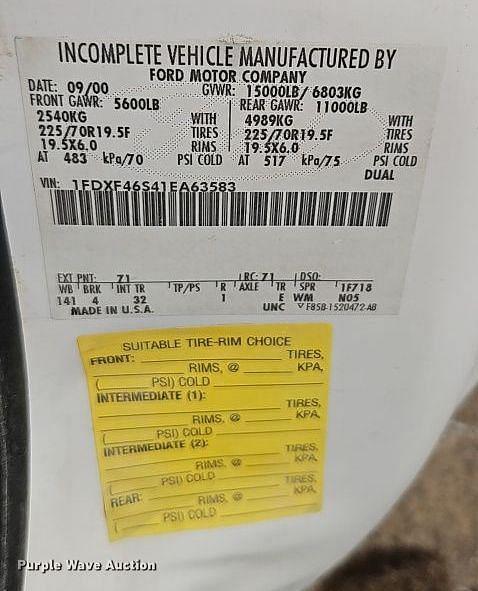 INCOMPLETE VEHICLE MANUFACTURED BY
FORD MOTOR COMPANY
DATE: 09/00 GVWR: 15000LB/ 6803KG
FRONT GAWR: 5600LB REAR GAWR: 11000LB
2540KG WITH 4989KG WITH
225/70R19.5F TIRES 225/70R19.5F TIRES
19.5X6.0 RIMS 19.5X6.0 RIMS
AT 483 kPa/70 PSI COLD AT 517 kPa/75 PSI COLD
DUAL
VIN: 1FDXF46S41EA63583
EXT PNT: 71 RC: 71 DSO:
WB BRK INT TR TP/PS R AXLE TR SPR 1F718
141 4 32 1 E WM N05
MADE IN U.S.A. UNC F85B-1520472-AB
SUITABLE TIRE-RIM CHOICE
FRONT: TIRES,
RIMS, @ KPA,
( PSI) COLD
INTERMEDIATE (1): TIRES,
RIMS, @ KPA,
( PSI) COLD
INTERMEDIATE (2): TIRES,
RIMS, @ KPA,
( PSI) COLD
REAR: TIRES,
RIMS, @ KPA,
( PSI) COLD
Purple Wave Auction